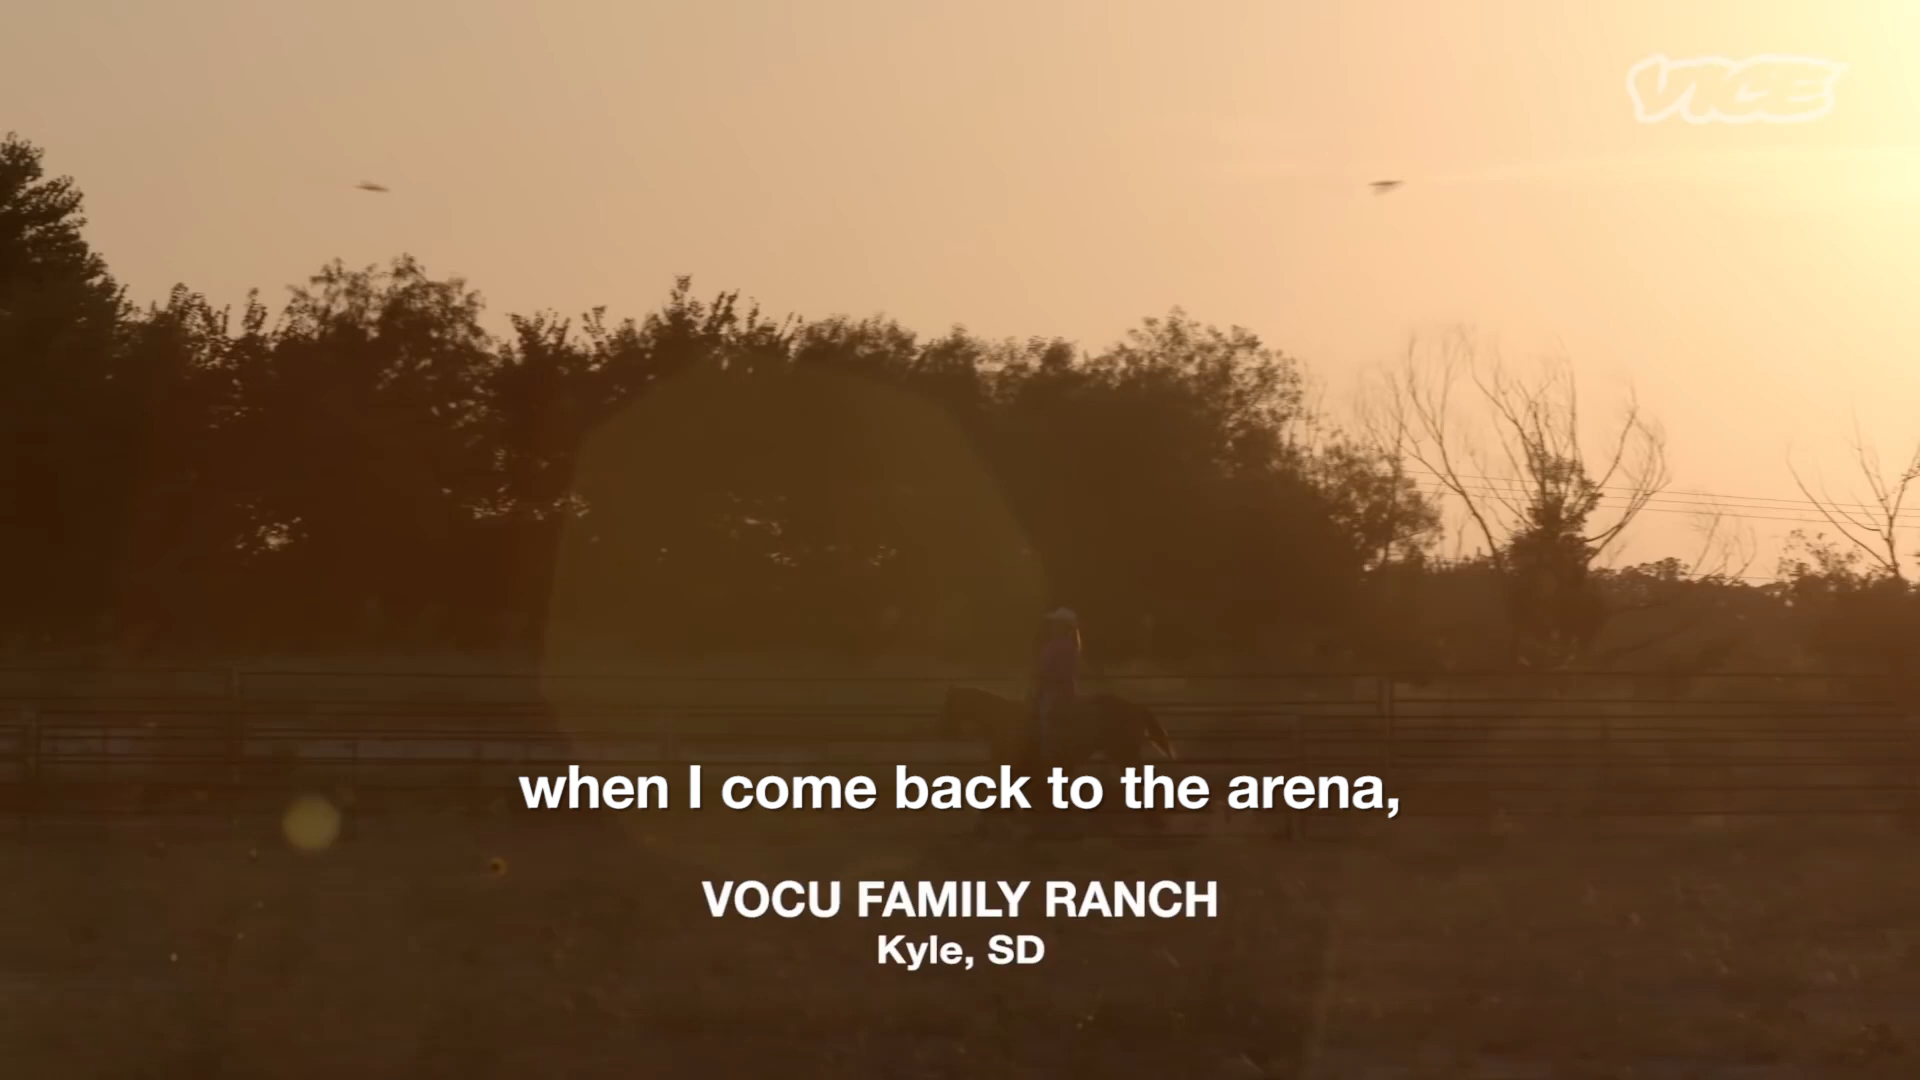 VICE
when I come back to the arena,
VOCU FAMILY RANCH
Kyle, SD